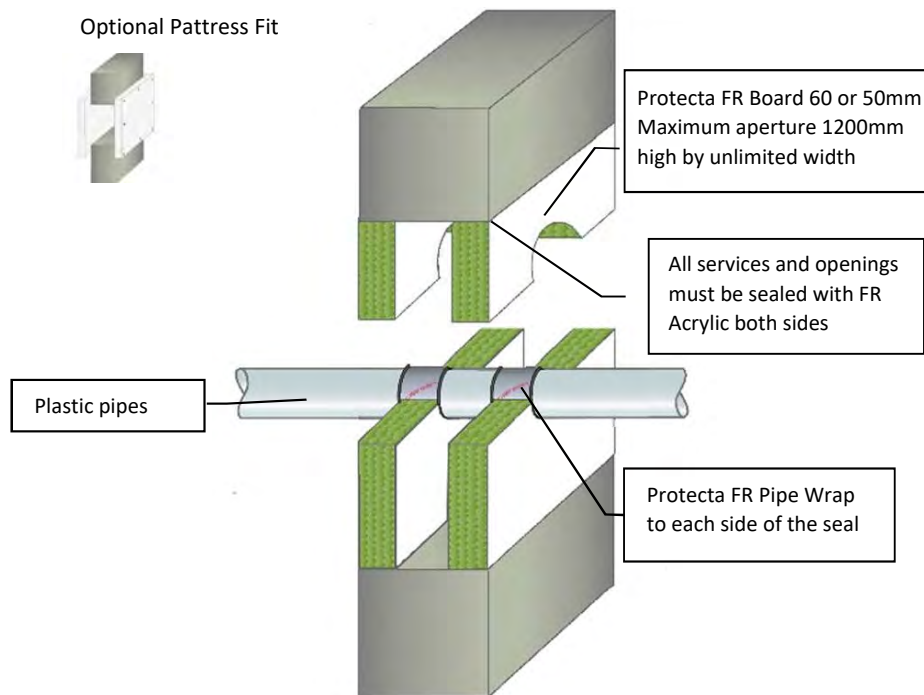 Optional Pattress Fit
Protecta FR Board 60 or 50mm
Maximum aperture 1200mm
high by unlimited width
All services and openings
must be sealed with FR
Acrylic both sides
Plastic pipes
Protecta FR Pipe Wrap
to each side of the seal